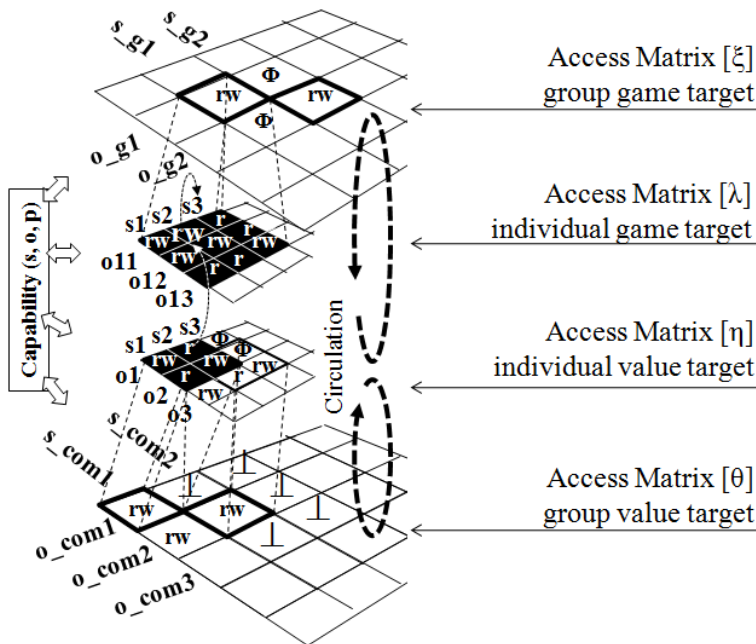 s_g1
s_g2
Φ
rw
rw
Φ
o_g1
o_g2
Access Matrix [ξ]
group game target
Capability (s, o, p)
s1 s2 s3
r
rw rw r
rw rw rw
r r
o11
o12
o13
Access Matrix [λ]
individual game target
s1 s2 s3
r Φ
rw rw Φ
r r rw
rw
o1
o2
o3
Access Matrix [η]
individual value target
Circulation
s_com1
s_com2
⊥
⊥ ⊥
rw rw ⊥
rw ⊥
o_com1
o_com2
o_com3
Access Matrix [θ]
group value target